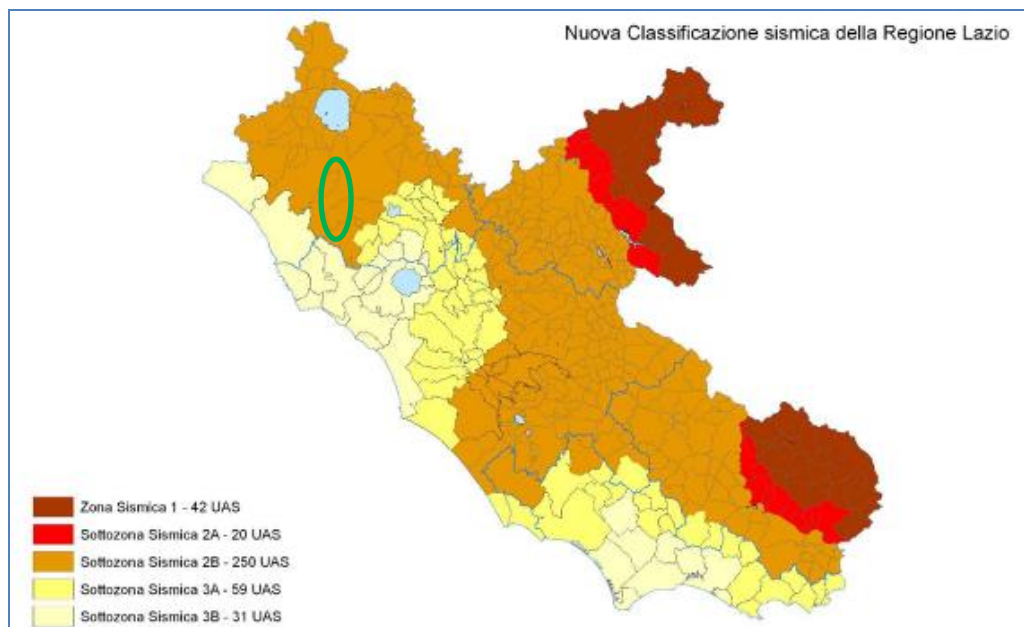 Nuova Classificazione sismica della Regione Lazio
Zona Sismica 1 - 42 UAS
Sottozona Sismica 2A - 20 UAS
Sottozona Sismica 2B - 250 UAS
Sottozona Sismica 3A - 59 UAS
Sottozona Sismica 3B - 31 UAS